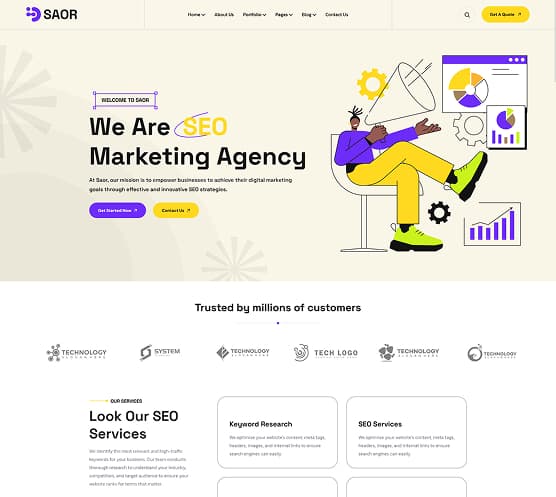 SAOR
Home
About Us
Portfolio
Pages
Blog
Contact Us
Get A Quote
WELCOME TO SAOR
We Are SEO
Marketing Agency
At Saor, our mission is to empower businesses to achieve their digital marketing
goals through effective and innovative SEO strategies.
Get Started Now
Contact Us
Trusted by millions of customers
TECHNOLOGY
SYSTEM
TECHNOLOGY
TECH LOGO
TECHNOLOGY
TECHNOLOGY
OUR SERVICES
Look Our SEO
Services
We identify the most relevant and high-traffic
keywords for your business. Our team conducts
thorough research to understand your industry,
competitors, and target audience to ensure your
website ranks for terms that matter.
Keyword Research
We optimize your website's content, meta tags,
headers, images, and internal links to ensure
search engines can easily.
SEO Services
We optimize your website's content, meta tags,
headers, images, and internal links to ensure
search engines can easily.